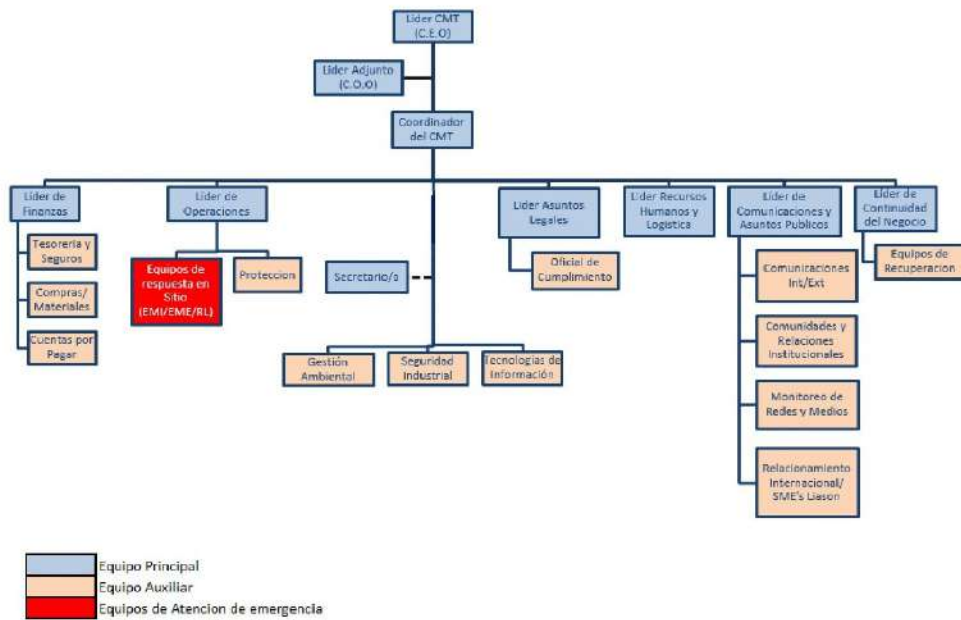 Lider CMT
(C.E.O)
Lider Adjunto
(C.O.O)
Coordinador
del CMT
Lider de
Finanzas
Lider de
Operaciones
Lider Asuntos
Legales
Lider Recursos
Humanos y
Logistica
Lider de
Comunicaciones y
Asuntos Publicos
Lider de
Continuidad
del Negocio
Tesoreria y
Seguros
Compras/
Materiales
Cuentas por
Pagar
Equipos de
respuesta en
Sitio
(EMI/EME/RL)
Proteccion
Secretario/a
Oficial de
Cumplimiento
Comunicaciones
Int/Ext
Equipos de
Recuperacion
Gestión
Ambiental
Seguridad
Industrial
Tecnologías de
Información
Comunidades y
Relaciones
Institucionales
Monitoreo de
Redes y Medios
Relacionamiento
Internacional/
SME's Liason
Equipo Principal
Equipo Auxiliar
Equipos de Atencion de emergencia